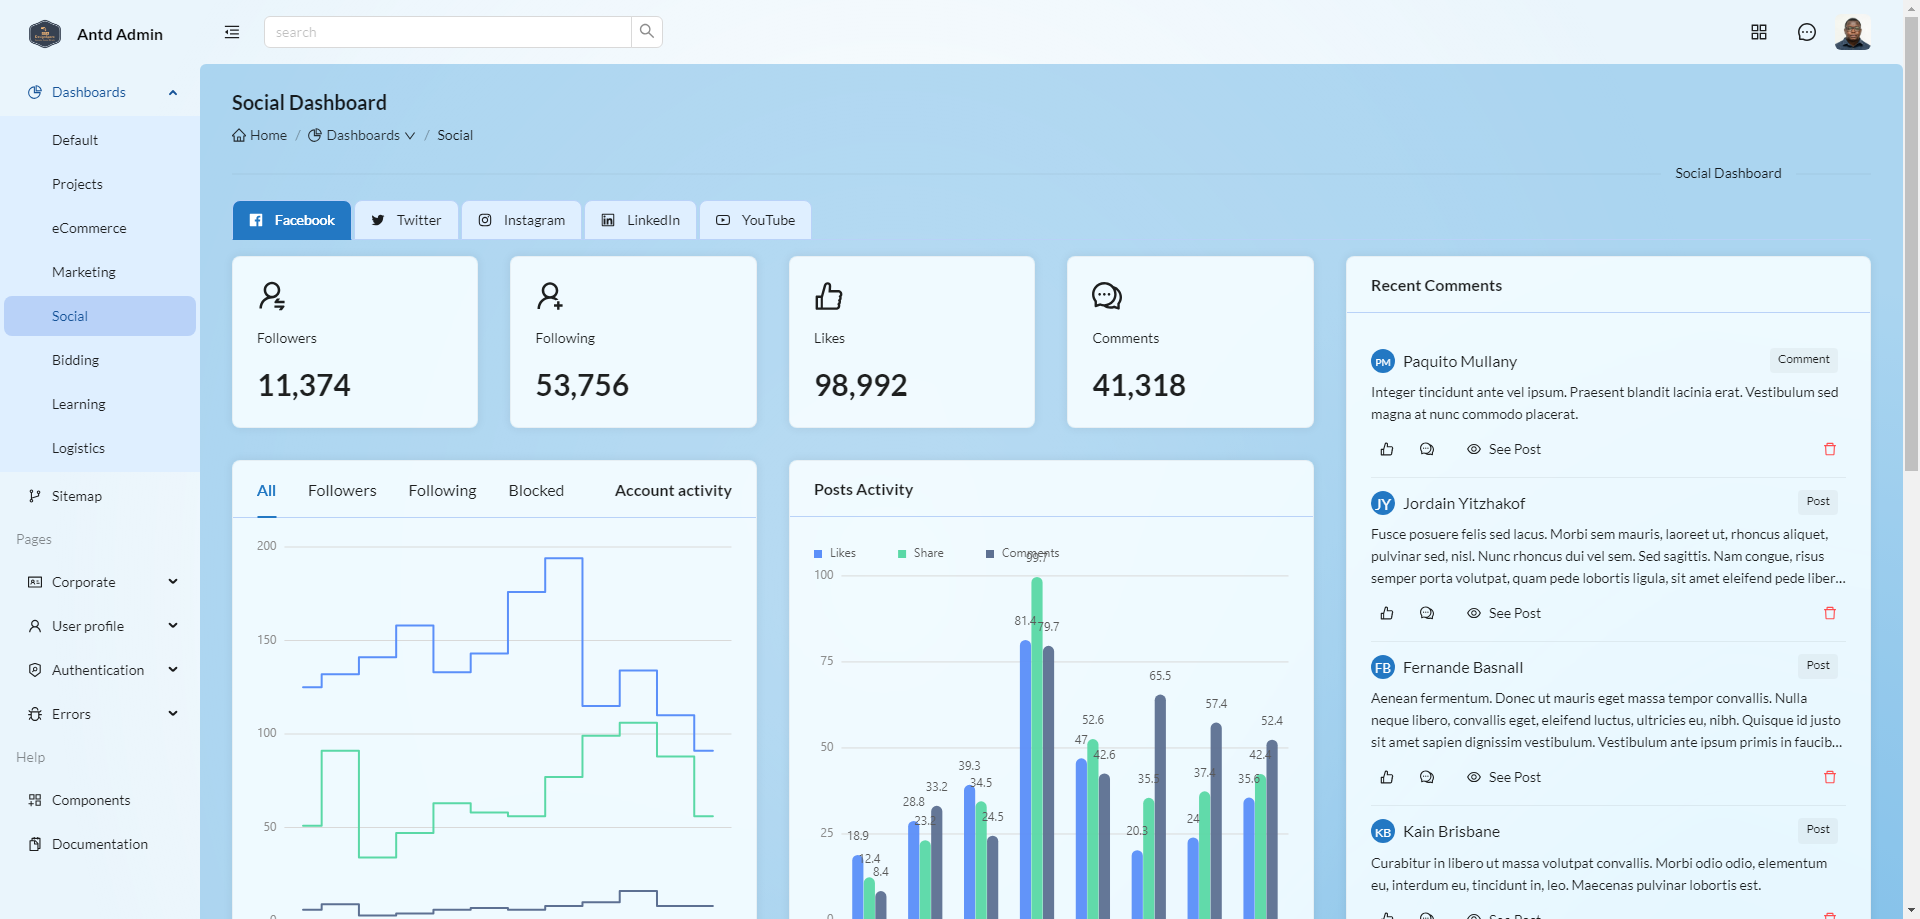 Antd Admin
search
Dashboards
Default
Projects
eCommerce
Marketing
Social
Bidding
Learning
Logistics
Sitemap
Pages
Corporate
User profile
Authentication
Errors
Help
Components
Documentation
Social Dashboard
Home / Dashboards / Social
Social Dashboard
Facebook
Twitter
Instagram
LinkedIn
YouTube
Followers
11,374
Following
53,756
Likes
98,992
Comments
41,318
All
Followers
Following
Blocked
Account activity
200
150
100
50
0
Posts Activity
Likes
Share
Comments
100
75
50
25
0
18.9
12.4
8.4
28.8
23.2
33.2
39.3
34.5
24.5
81.4
99.7
79.7
47
52.6
42.6
20.3
35.5
65.5
24
37.4
57.4
35.6
42.4
52.4
Recent Comments
PM Paquito Mullany Comment
Integer tincidunt ante vel ipsum. Praesent blandit lacinia erat. Vestibulum sed
magna at nunc commodo placerat.
See Post
JY Jordain Yitzhakof Post
Fusce posuere felis sed lacus. Morbi sem mauris, laoreet ut, rhoncus aliquet,
pulvinar sed, nisl. Nunc rhoncus dui vel sem. Sed sagittis. Nam congue, risus
semper porta volutpat, quam pede lobortis ligula, sit amet eleifend pede liber...
See Post
FB Fernande Basnall Post
Aenean fermentum. Donec ut mauris eget massa tempor convallis. Nulla
neque libero, convallis eget, eleifend luctus, ultricies eu, nibh. Quisque id justo
sit amet sapien dignissim vestibulum. Vestibulum ante ipsum primis in faucib...
See Post
KB Kain Brisbane Post
Curabitur in libero ut massa volutpat convallis. Morbi odio odio, elementum
eu, interdum eu, tincidunt in, leo. Maecenas pulvinar lobortis est.
See Post